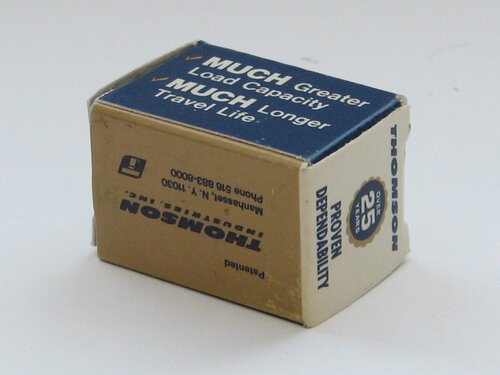 ✓ MUCH Greater
Load Capacity
✓ MUCH Longer
Travel Life
Patented
THOMSON
INDUSTRIES, INC.
Manhasset, N. Y. 11030
Phone 516 883-8000
THOMSON
OVER
25
YEARS
PROVEN
DEPENDABILITY